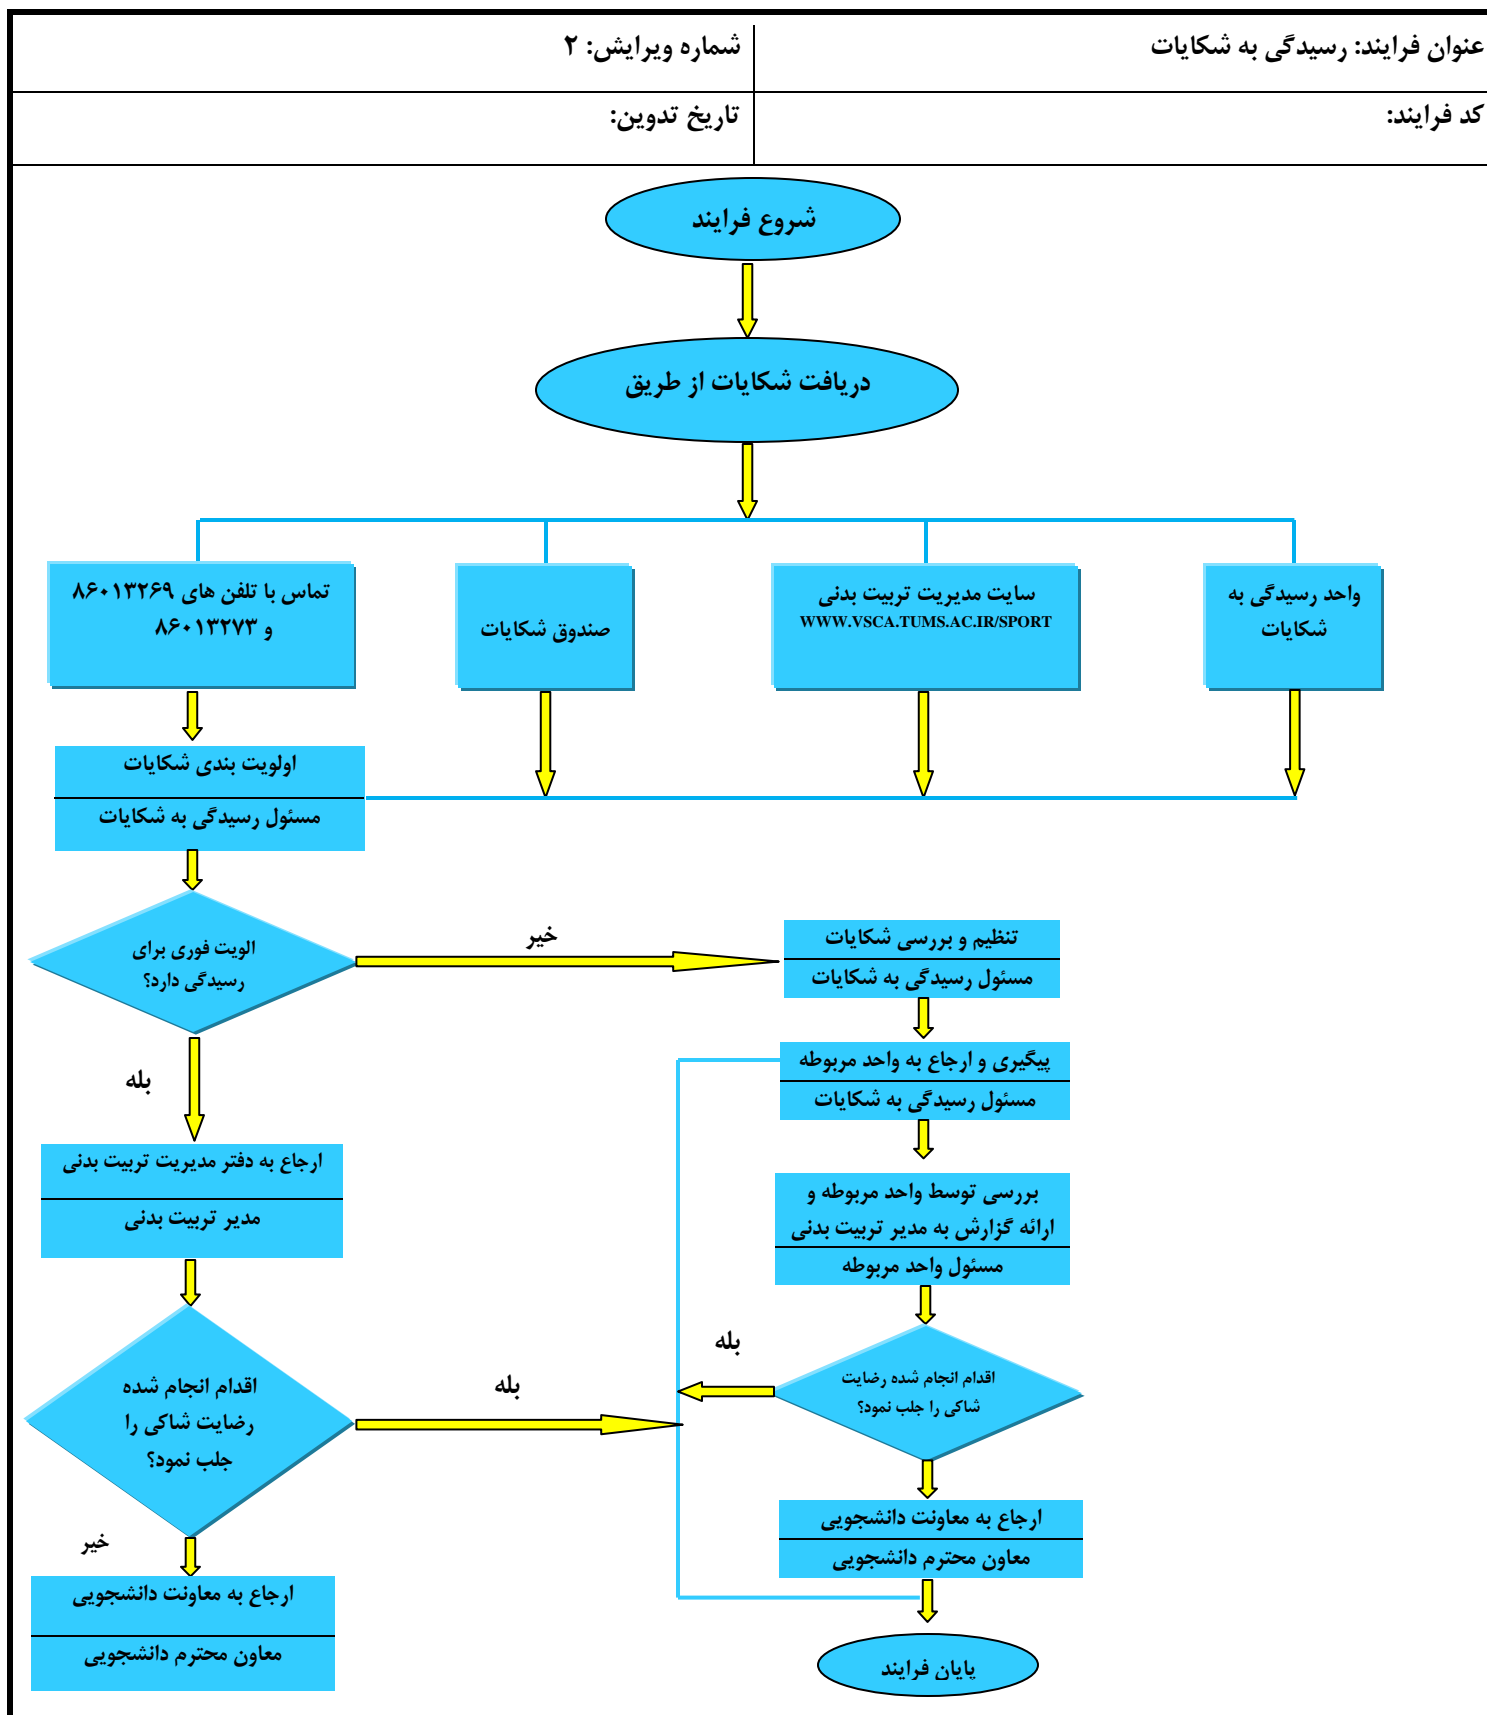 عنوان فرایند: رسیدگی به شکایات
شماره ویرایش: ۲
کد فرایند:
تاریخ تدوین:
شروع فرایند
دریافت شکایات از طریق
واحد رسیدگی به
شکایات
سایت مدیریت تربیت بدنی
WWW.VSCA.TUMS.AC.IR/SPORT
صندوق شکایات
تماس با تلفن های ۸۶۰۱۳۲۶۹
و ۸۶۰۱۳۲۷۳
اولویت بندی شکایات
مسئول رسیدگی به شکایات
الویت فوری برای
رسیدگی دارد؟
خیر
تنظیم و بررسی شکایات
مسئول رسیدگی به شکایات
پیگیری و ارجاع به واحد مربوطه
مسئول رسیدگی به شکایات
بررسی توسط واحد مربوطه و
ارائه گزارش به مدیر تربیت بدنی
مسئول واحد مربوطه
اقدام انجام شده رضایت
شاکی را جلب نمود؟
بله
ارجاع به معاونت دانشجویی
معاون محترم دانشجویی
پایان فرایند
بله
ارجاع به دفتر مدیریت تربیت بدنی
مدیر تربیت بدنی
اقدام انجام شده
رضایت شاکی را
جلب نمود؟
بله
خیر
ارجاع به معاونت دانشجویی
معاون محترم دانشجویی